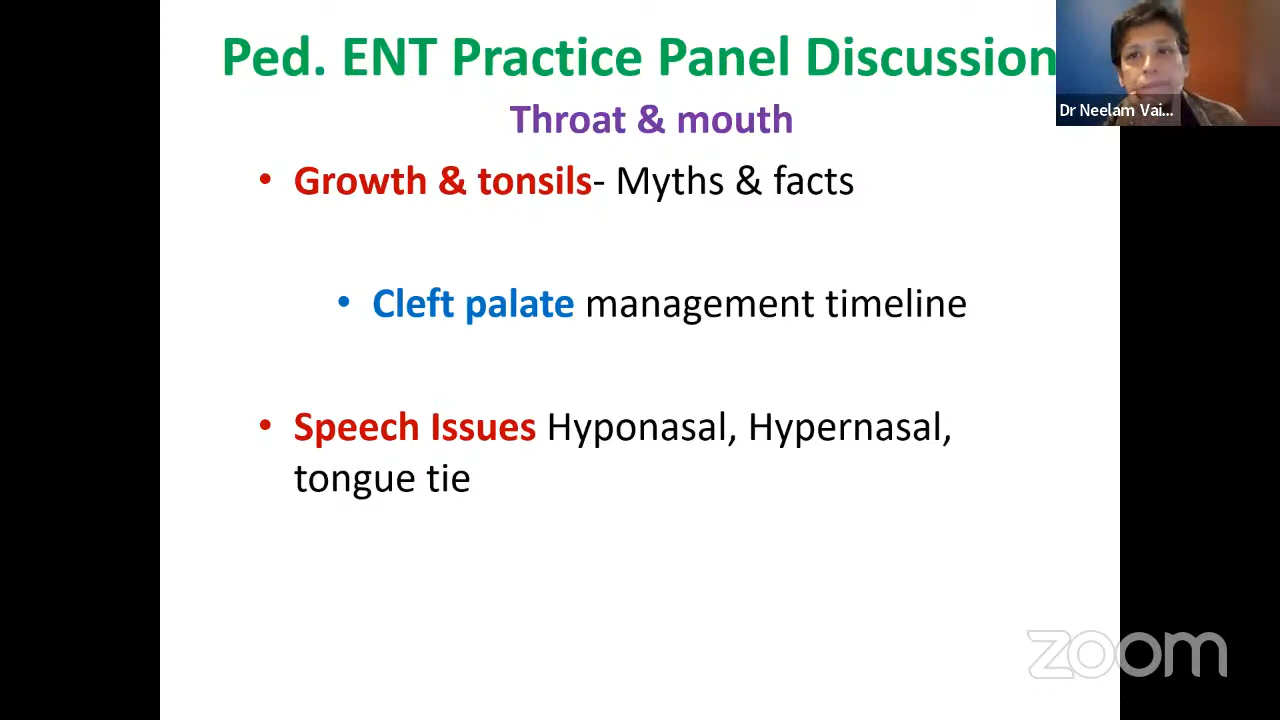 Ped. ENT Practice Panel Discussion
Dr Neelam Vai...
Throat & mouth
• Growth & tonsils- Myths & facts
• Cleft palate management timeline
• Speech Issues Hyponasal, Hypernasal,
tongue tie
zoom